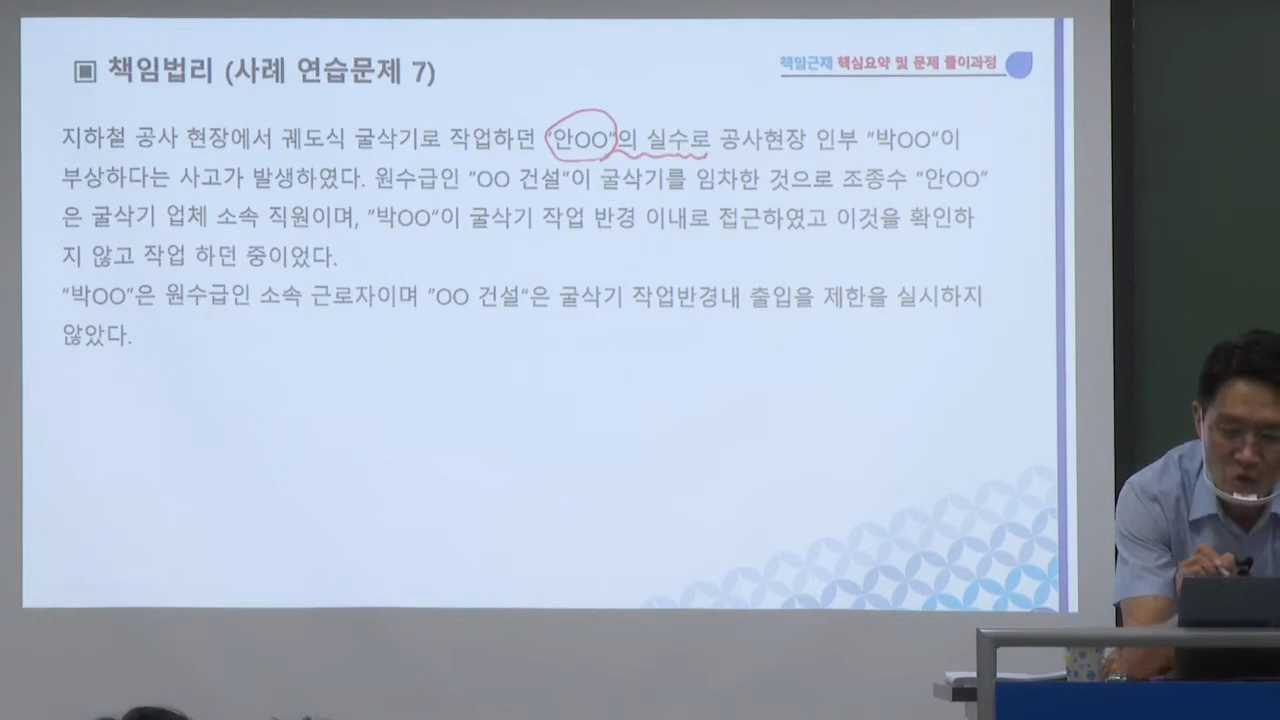 ▣ 책임법리 (사례 연습문제 7)
책임근재 핵심요약 및 문제 풀이과정
지하철 공사 현장에서 궤도식 굴삭기로 작업하던 "안OO"의 실수로 공사현장 인부 "박OO"이
부상하다는 사고가 발생하였다. 원수급인 "OO 건설"이 굴삭기를 임차한 것으로 조종수 "안OO"
은 굴삭기 업체 소속 직원이며, "박OO"이 굴삭기 작업 반경 이내로 접근하였고 이것을 확인하
지 않고 작업 하던 중이었다.
"박OO"은 원수급인 소속 근로자이며 "OO 건설"은 굴삭기 작업반경내 출입을 제한을 실시하지
않았다.